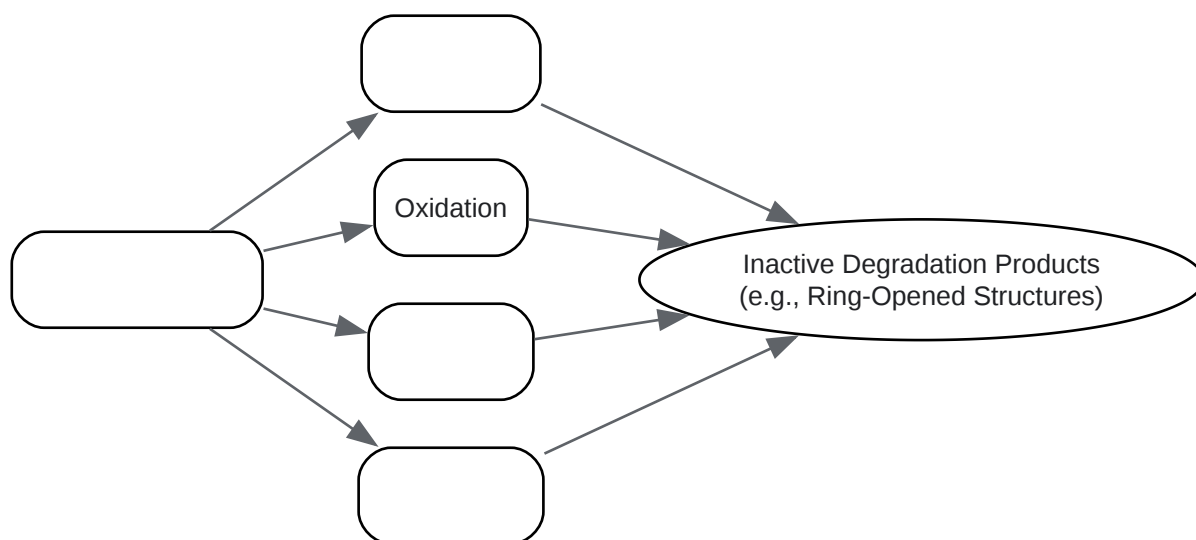 Oxidation
Inactive Degradation Products
(e.g., Ring-Opened Structures)